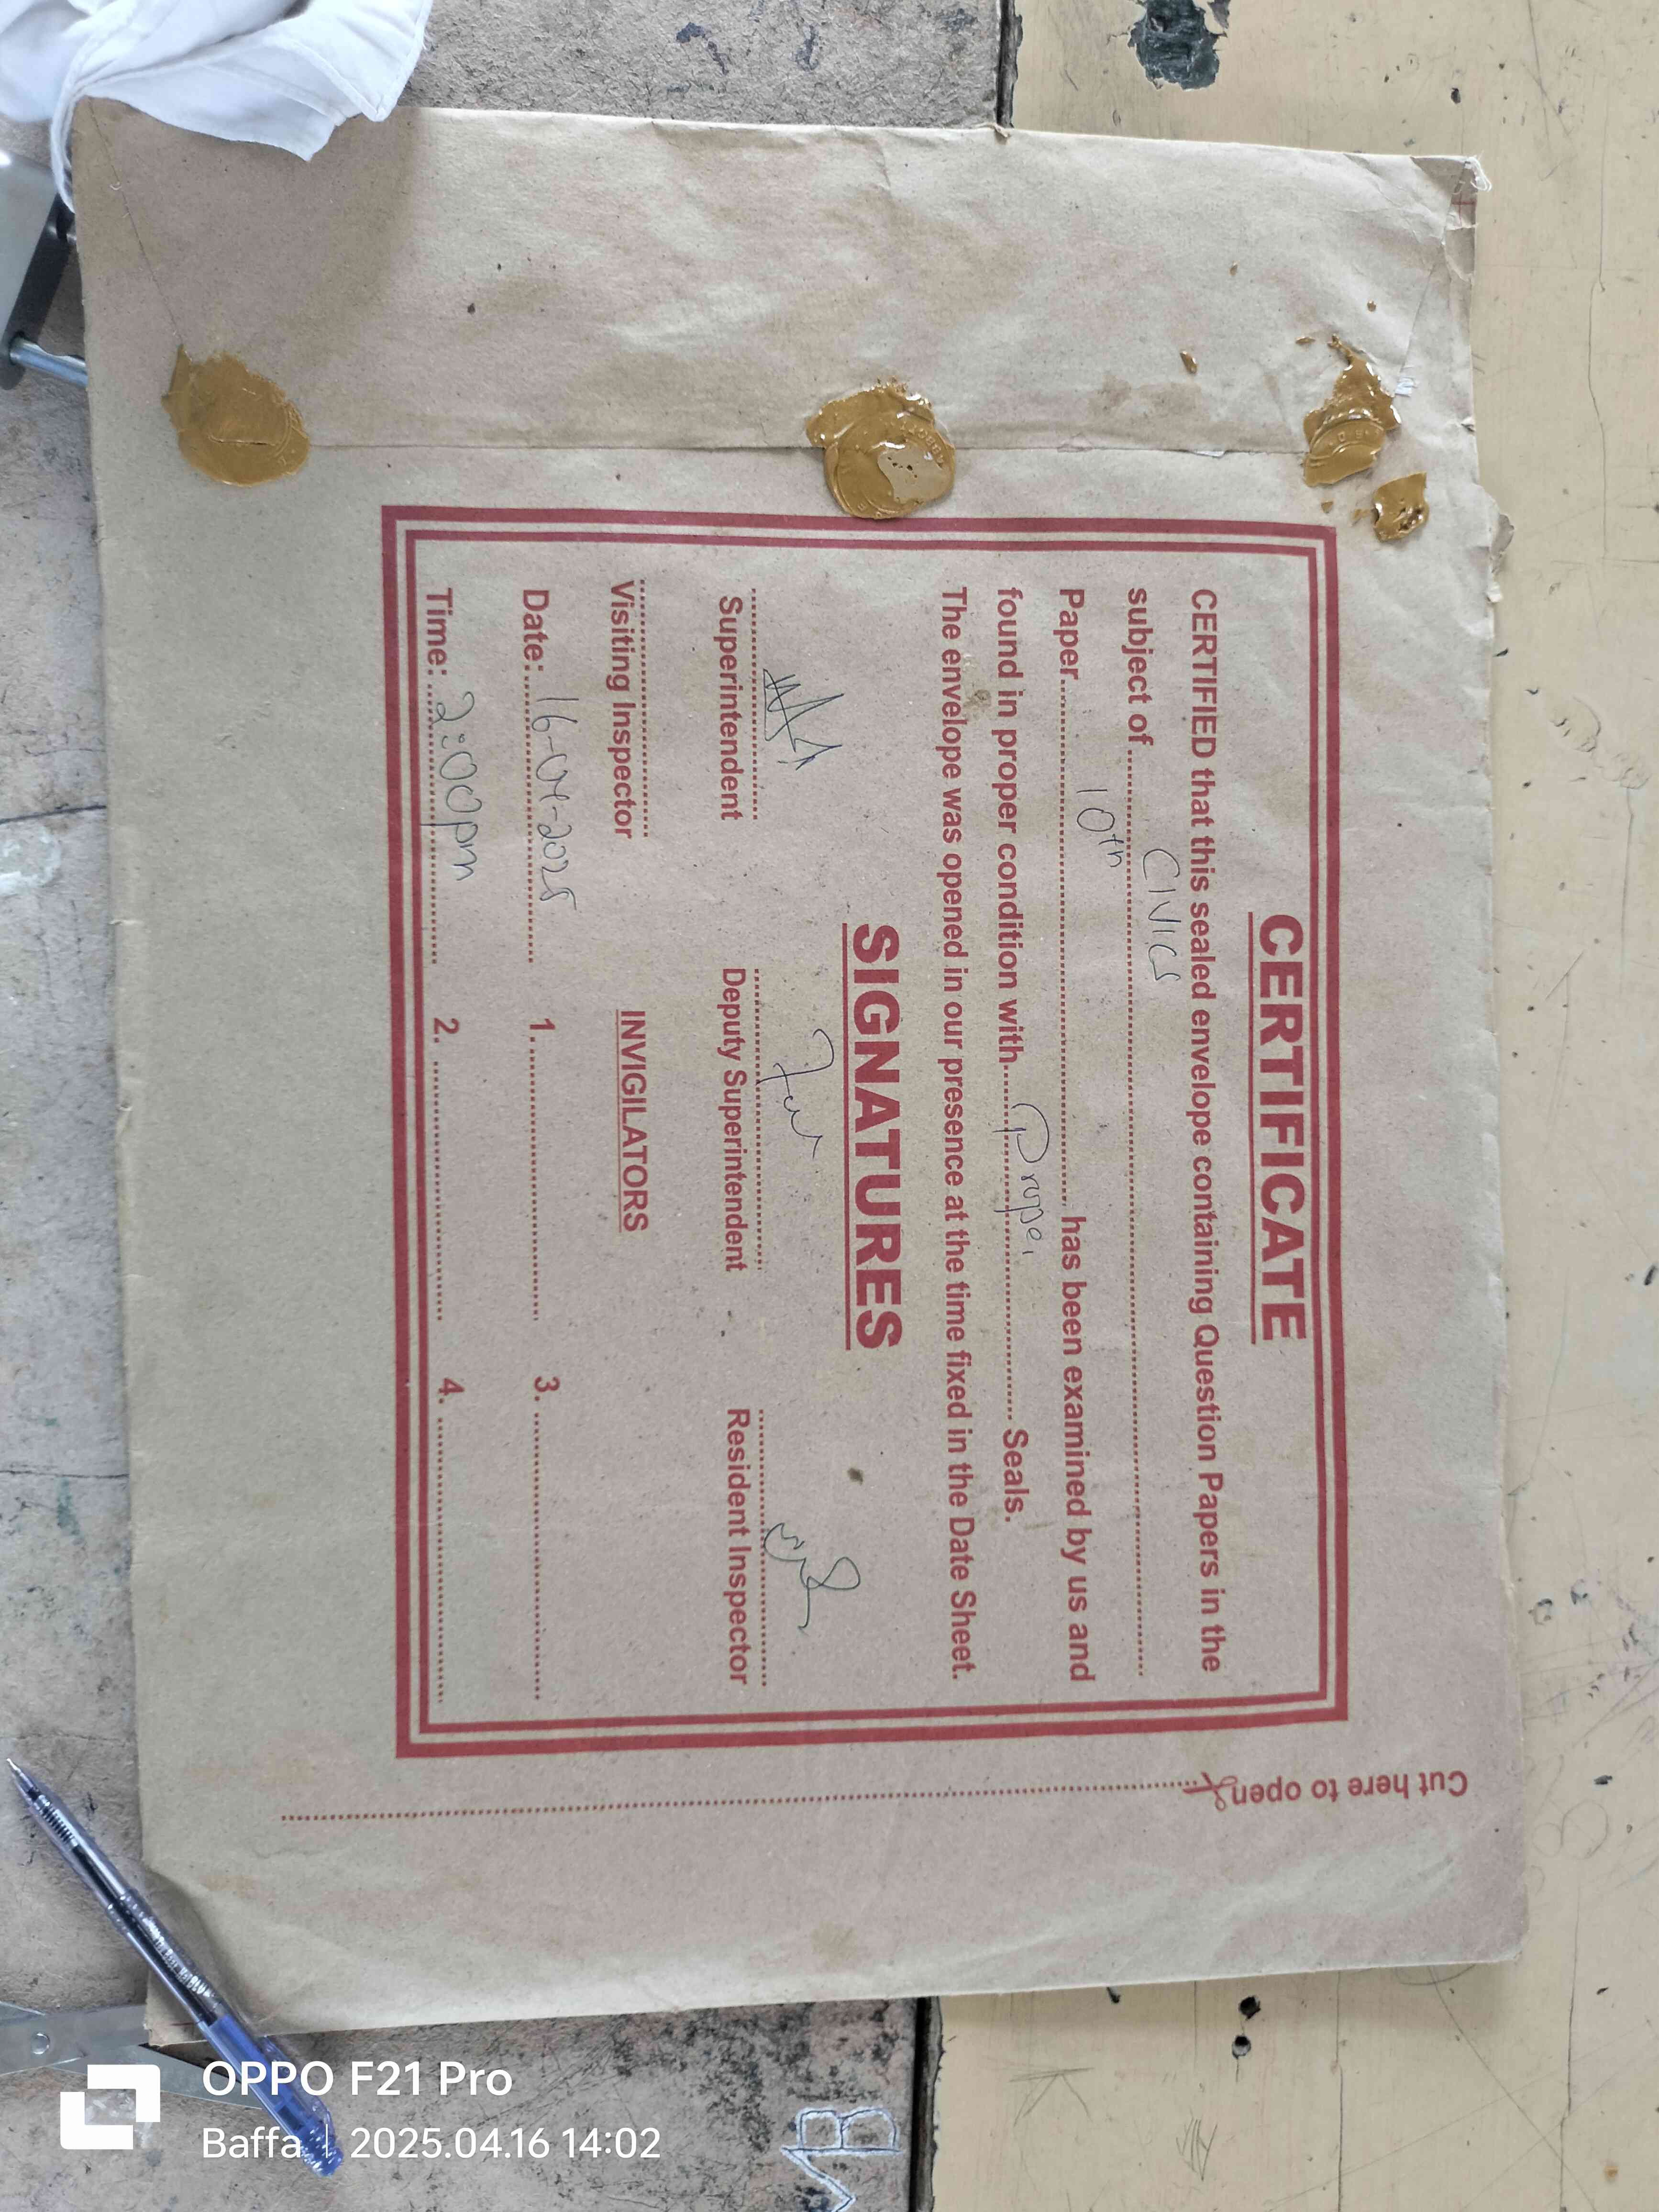 CERTIFICATE
CERTIFIED that this sealed envelope containing Question Papers in the
subject of Civics
Paper 10th has been examined by us and
found in proper condition with Proper Seals.
The envelope was opened in our presence at the time fixed in the Date Sheet.
SIGNATURES
Superintendent Deputy Superintendent Resident Inspector
Visiting Inspector INVIGILATORS
Date: 16-04-2025 1. 3.
Time: 2:00pm 2. 4.
Cut here to open
OPPO F21 Pro
Baffa | 2025.04.16 14:02